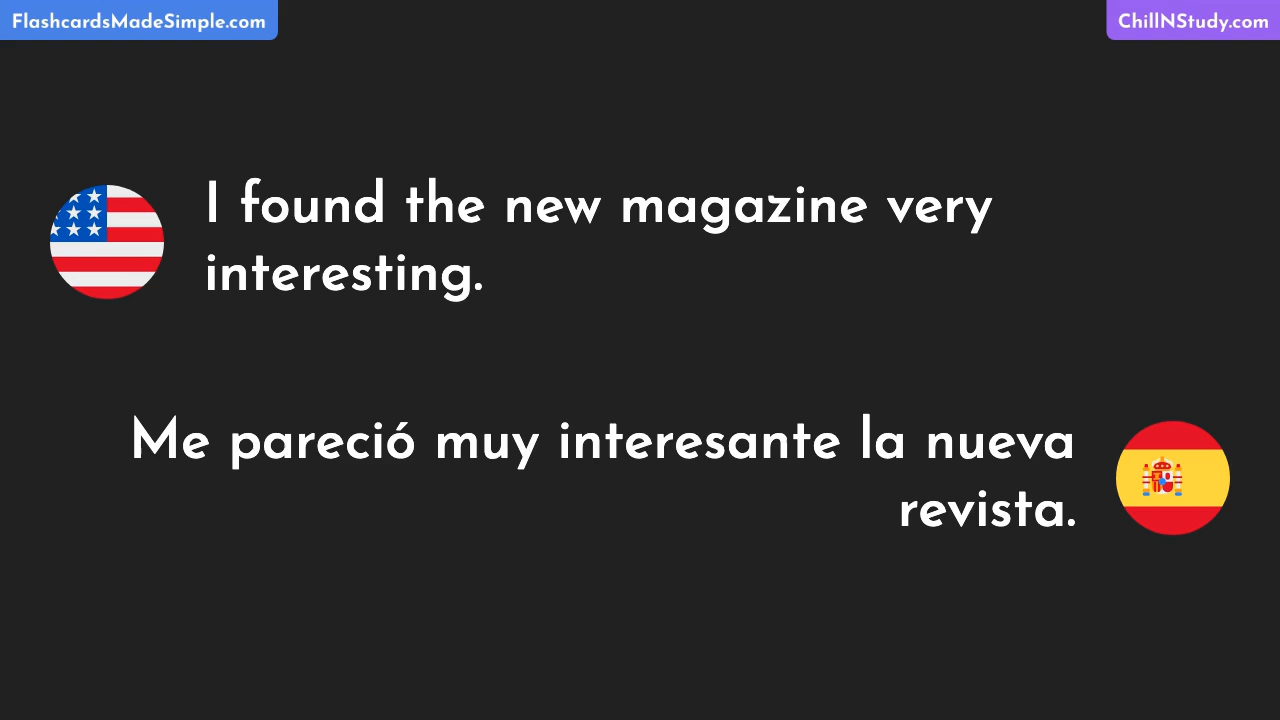 FlashcardsMadeSimple.com
ChillNStudy.com
I found the new magazine very
interesting.
Me pareció muy interesante la nueva
revista.